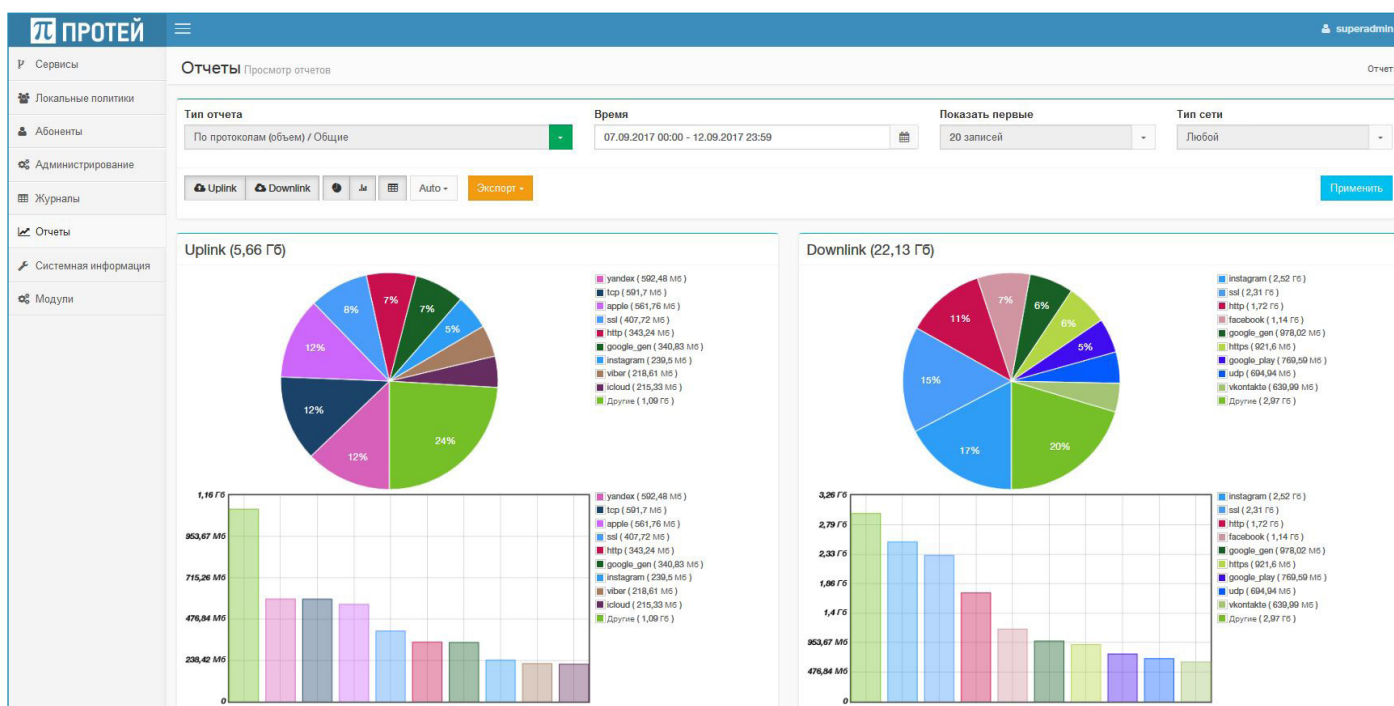 π ПРОТЕЙ
superadmin
Сервисы
Локальные политики
Абоненты
Администрирование
Журналы
Отчеты
Системная информация
Модули
Отчеты Просмотр отчетов
Отчет
Тип отчета
Время
Показать первые
Тип сети
По протоколам (объем) / Общие
07.09.2017 00:00 - 12.09.2017 23:59
20 записей
Любой
Uplink
Downlink
Auto
Экспорт
Применить
Uplink (5,66 Гб)
8%
7%
7%
5%
12%
12%
12%
24%
yandex ( 592,48 Мб )
tcp ( 591,7 Мб )
apple ( 561,76 Мб )
ssl ( 407,72 Мб )
http ( 343,24 Мб )
google_gen ( 340,83 Мб )
instagram ( 239,5 Мб )
viber ( 218,61 Мб )
icloud ( 215,33 Мб )
Другие ( 1,09 Гб )
1,16 Гб
953,67 Мб
715,26 Мб
476,84 Мб
238,42 Мб
0
yandex ( 592,48 Мб )
tcp ( 591,7 Мб )
apple ( 561,76 Мб )
ssl ( 407,72 Мб )
http ( 343,24 Мб )
google_gen ( 340,83 Мб )
instagram ( 239,5 Мб )
viber ( 218,61 Мб )
icloud ( 215,33 Мб )
Другие ( 1,09 Гб )
Downlink (22,13 Гб)
11%
7%
6%
6%
5%
15%
17%
20%
instagram ( 2,52 Гб )
ssl ( 2,31 Гб )
http ( 1,72 Гб )
facebook ( 1,14 Гб )
google_gen ( 978,02 Мб )
https ( 921,6 Мб )
google_play ( 769,59 Мб )
udp ( 694,94 Мб )
vkontakte ( 639,99 Мб )
Другие ( 2,97 Гб )
3,26 Гб
2,79 Гб
2,33 Гб
1,86 Гб
1,4 Гб
953,67 Мб
476,84 Мб
0
instagram ( 2,52 Гб )
ssl ( 2,31 Гб )
http ( 1,72 Гб )
facebook ( 1,14 Гб )
google_gen ( 978,02 Мб )
https ( 921,6 Мб )
google_play ( 769,59 Мб )
udp ( 694,94 Мб )
vkontakte ( 639,99 Мб )
Другие ( 2,97 Гб )